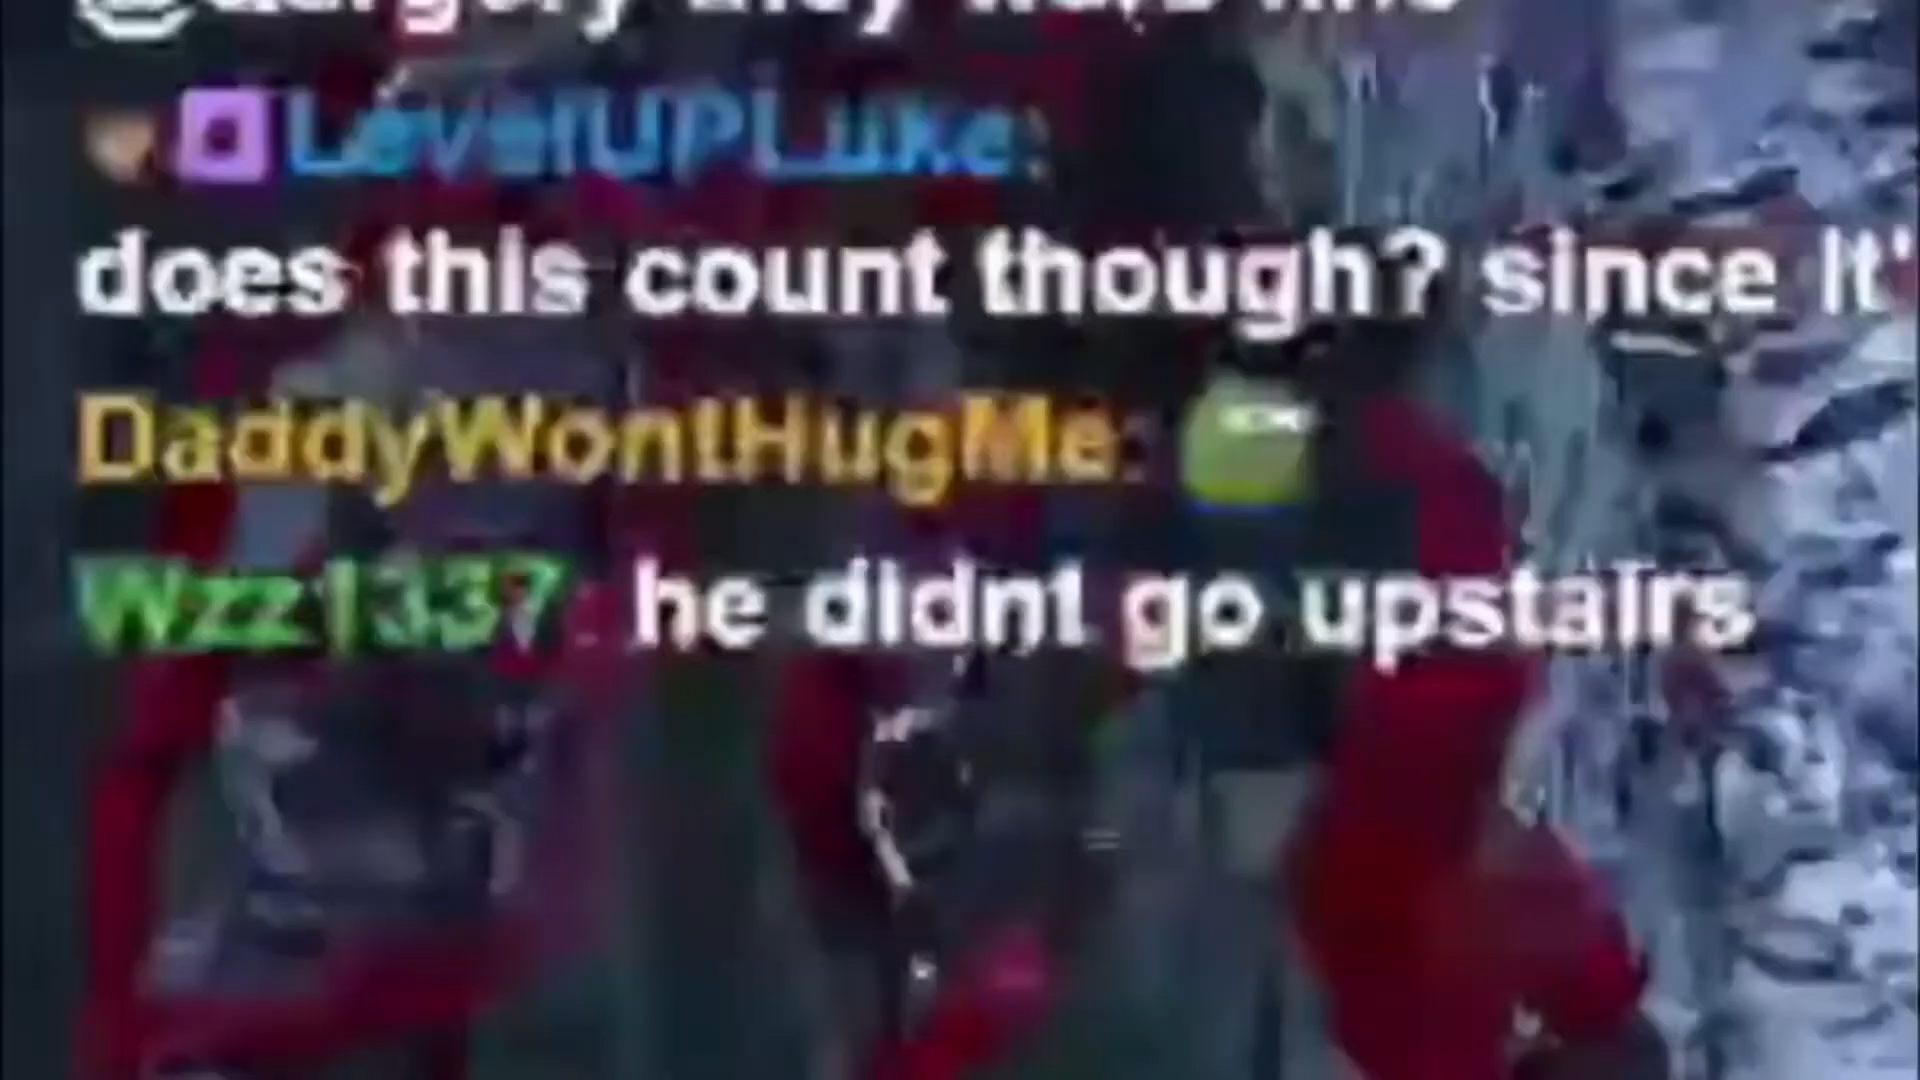 LevelUPLuke:
does this count though? since it'
DaddyWontHugMe:
Wzz1337: he didnt go upstairs